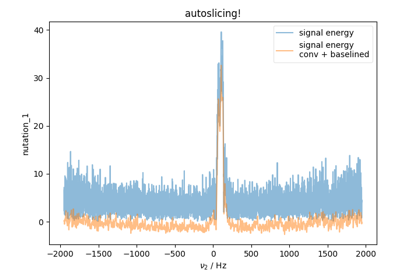 autoslicing!
signal energy
signal energy
conv + baselined
nutation_1
40
30
20
10
0
−2000
−1500
−1000
−500
0
500
1000
1500
2000
ν₂ / Hz